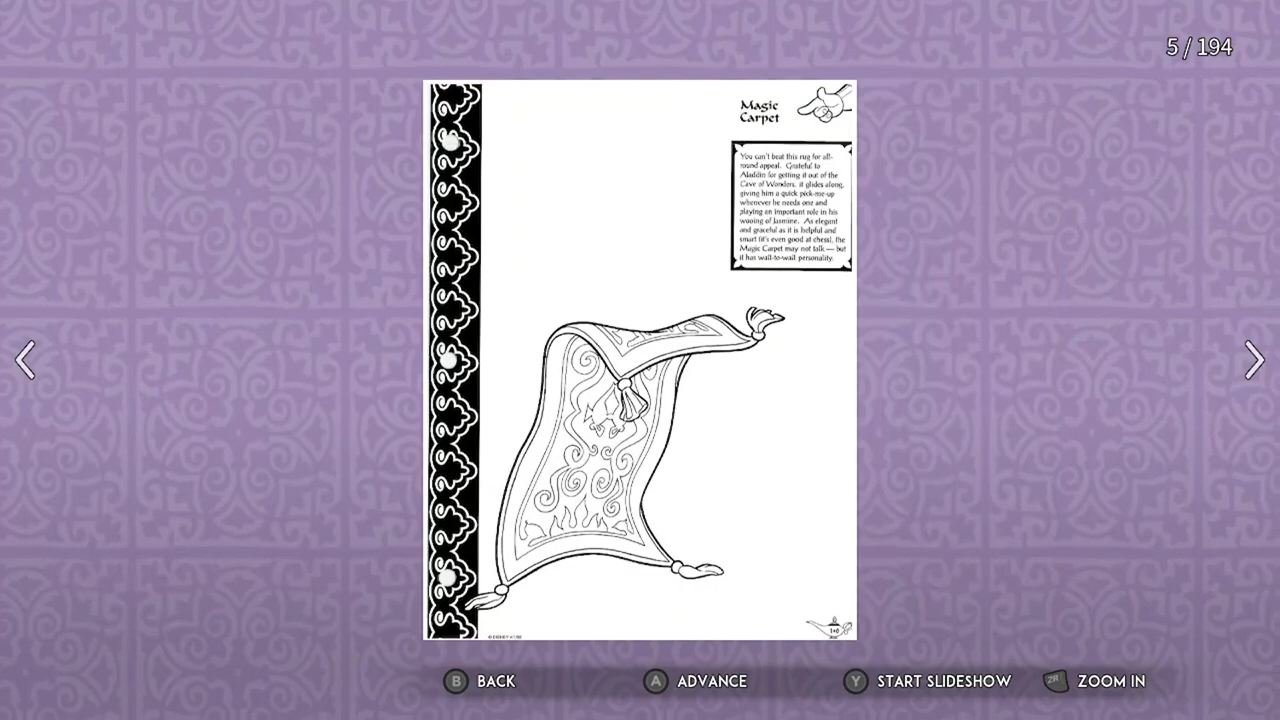 5 / 194
Magic
Carpet
You can't beat this rug for all-
round appeal. Grateful to
Aladdin for getting it out of the
Cave of Wonders, it glides along,
giving him a quick pick-me-up
whenever he needs one and
playing an important role in his
wooing of Jasmine. As elegant
and graceful as it is helpful and
smart (it's even good at chess), the
Magic Carpet may not talk — but
it has wall-to-wall personality.
© DISNEY
B BACK
A ADVANCE
Y START SLIDESHOW
ZR ZOOM IN